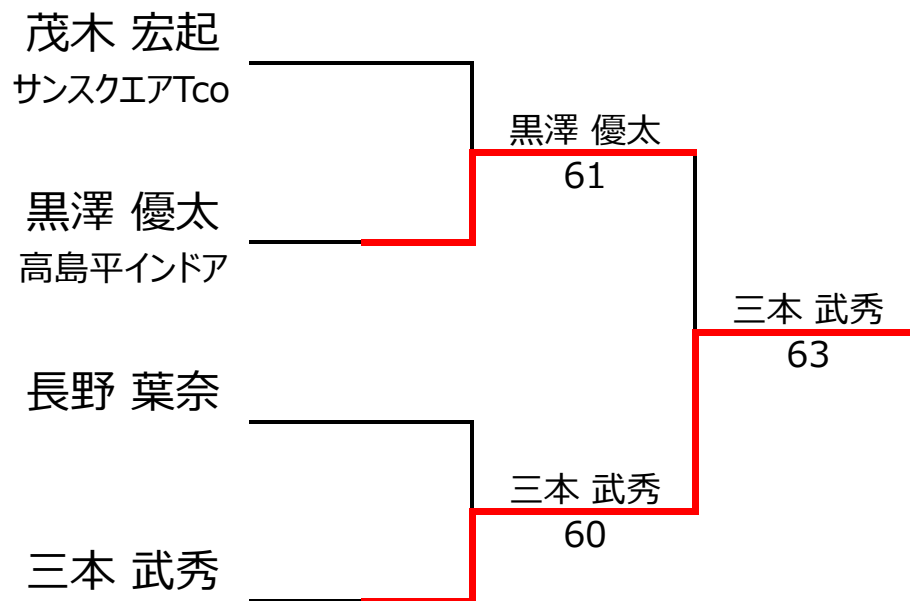 茂木 宏起
サンスクエアTco
黒澤 優太
61
黒澤 優太
高島平インドア
三本 武秀
63
長野 葉奈
三本 武秀
60
三本 武秀